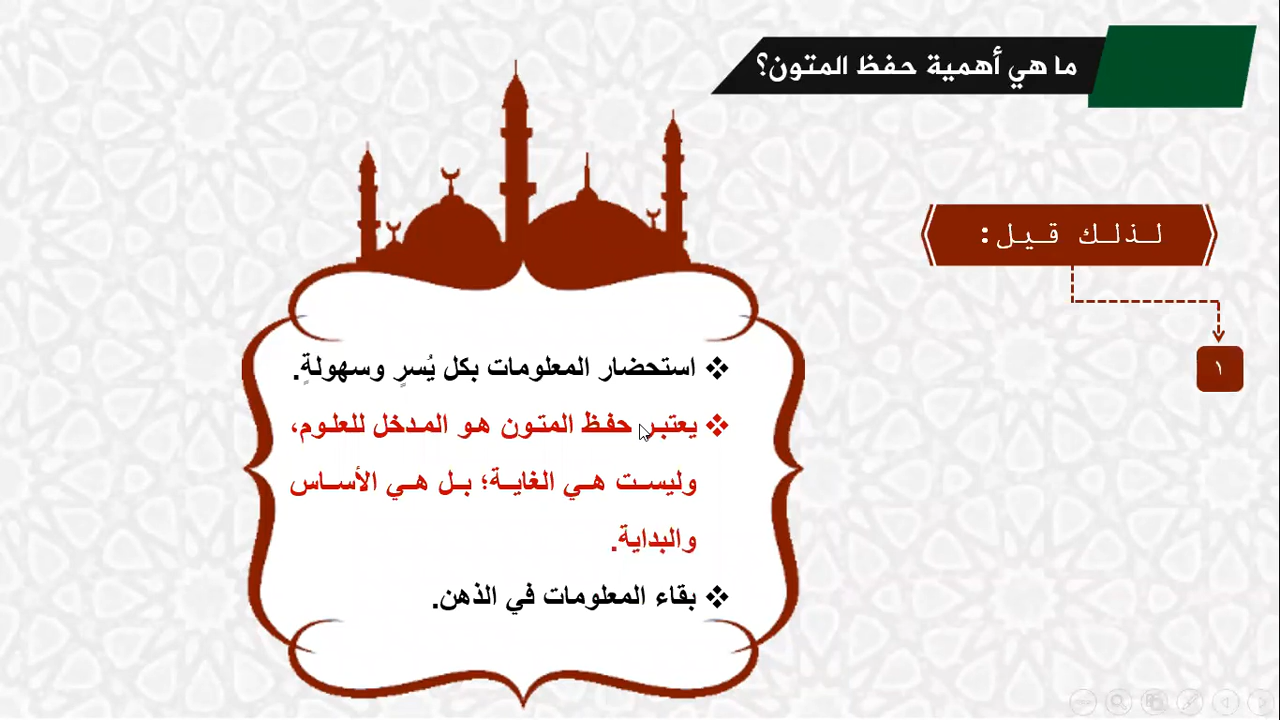 ما هي أهمية حفظ المتون؟
لذلك قيل:
١
استحضار المعلومات بكل يُسرٍ وسهولةٍ.
يعتبر حفظ المتون هو المدخل للعلوم،
وليست هي الغاية؛ بل هي الأساس
والبداية.
بقاء المعلومات في الذهن.